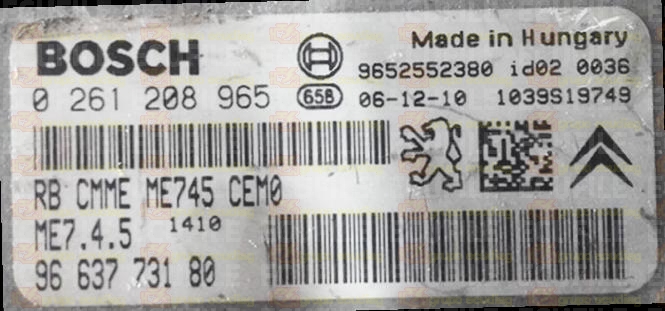 BOSCH
Made in Hungary
9652552380 id02 0036
0 261 208 965
658 06-12-10 1039S19749
RB CMME ME745 CEM0
ME7.4.5 1410
96 637 731 80